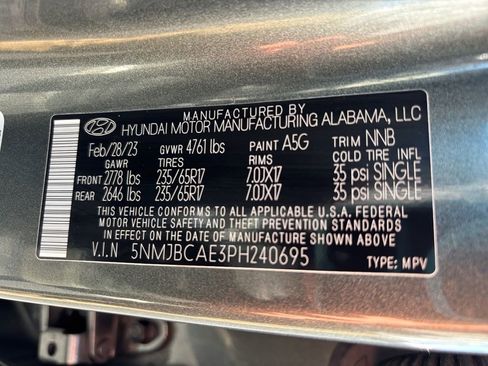 MANUFACTURED BY
HYUNDAI MOTOR MANUFACTURING ALABAMA, LLC
Feb/28/23 GVWR 4761 lbs PAINT A5G TRIM NNB
GAWR TIRES RIMS COLD TIRE INFL
FRONT 2778 lbs 235/65R17 7.0JX17 35 psi SINGLE
REAR 2646 lbs 235/65R17 7.0JX17 35 psi SINGLE
THIS VEHICLE CONFORMS TO ALL APPLICABLE U.S.
MOTOR VEHICLE SAFETY AND THEFT PREVENTION STANDARDS
IN EFFECT ON THE DATE OF MANUFACTURE SHOWN ABOVE.
V.I.N 5NMJBCAE3PH240695 TYPE: MPV